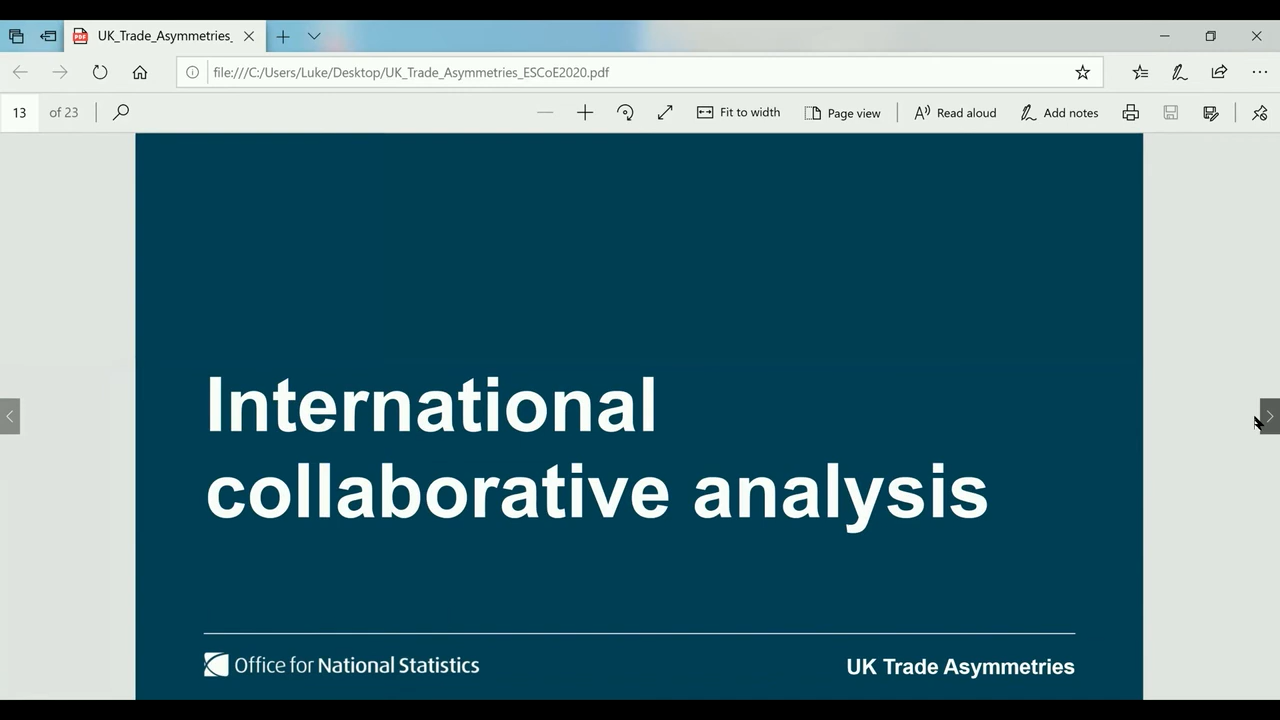 UK_Trade_Asymmetries_
file:///C:/Users/Luke/Desktop/UK_Trade_Asymmetries_ESCoE2020.pdf
13 of 23
Fit to width
Page view
Read aloud
Add notes
International
collaborative analysis
Office for National Statistics
UK Trade Asymmetries